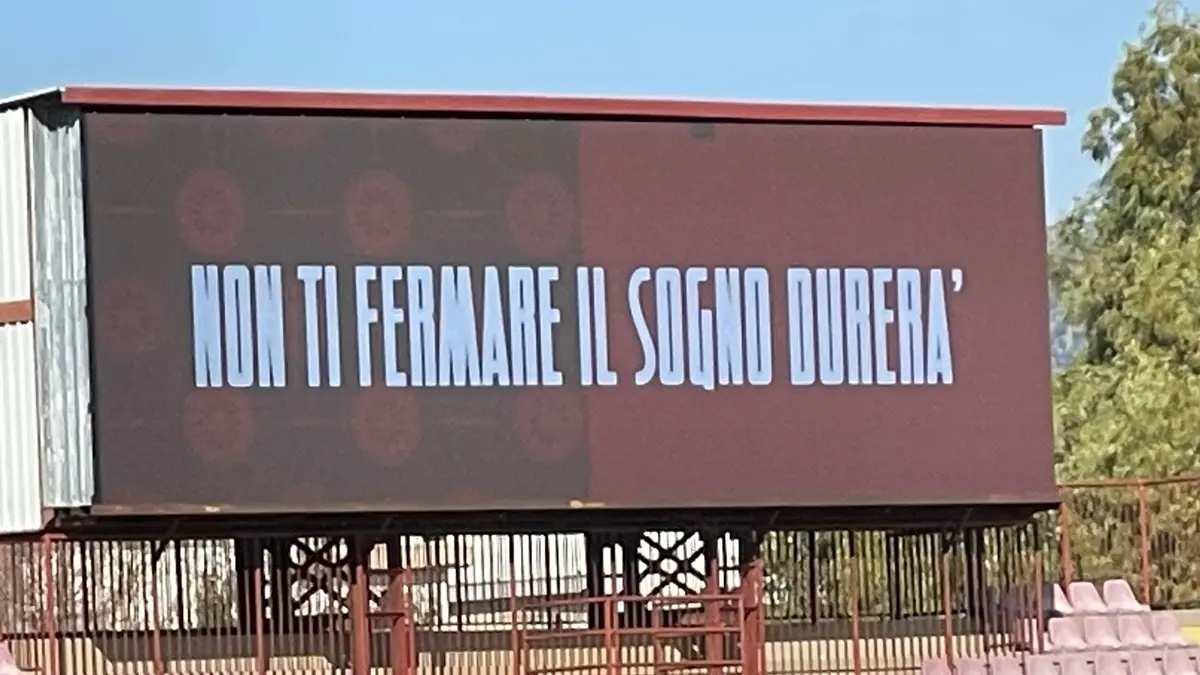 NON TI FERMARE IL SOGNO DURERA’